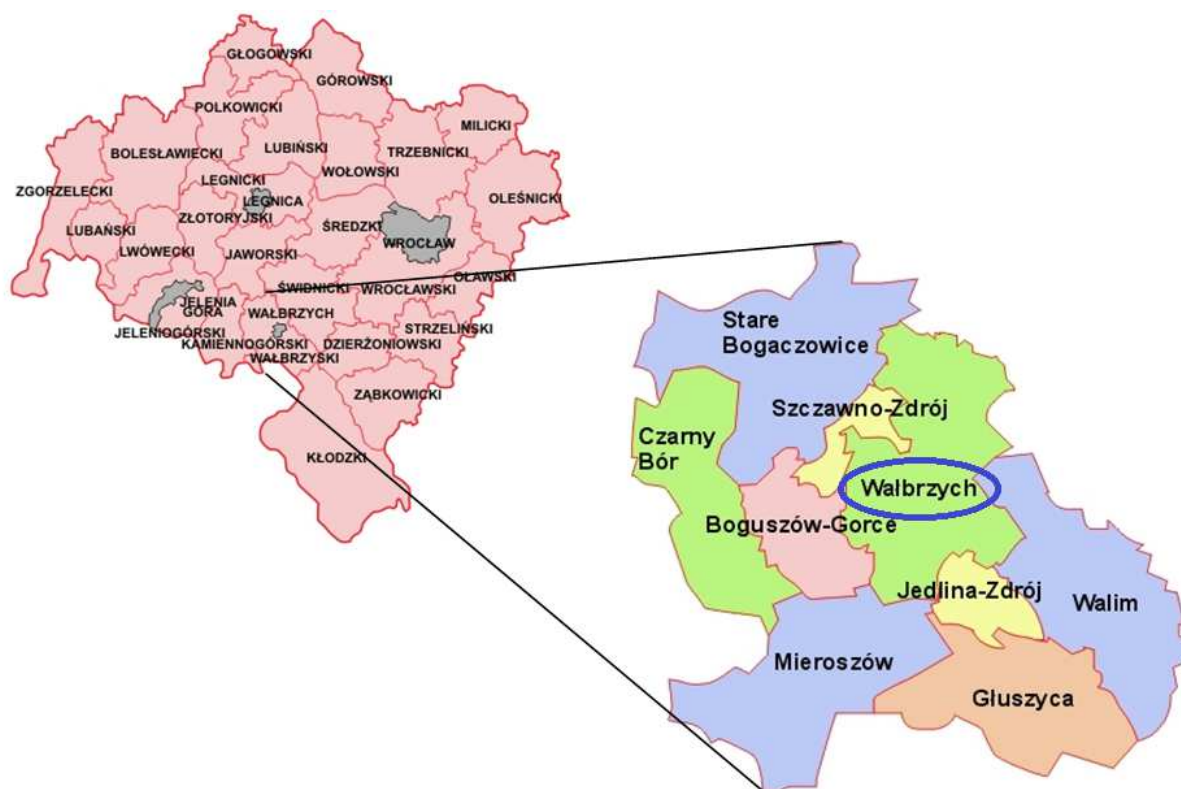 GŁOGOWSKI
GÓROWSKI
POLKOWICKI
MILICKI
LUBIŃSKI
TRZEBNICKI
BOLESŁAWIECKI
WOŁOWSKI
LEGNICKI
ZGORZELECKI
OLEŚNICKI
LEGNICA
ZŁOTORYJSKI
ŚREDZKI
LUBAŃSKI
WROCŁAW
LWÓWECKI
JAWORSKI
OŁAWSKI
ŚWIDNICKI
WROCŁAWSKI
JELENIA
GÓRA
WAŁBRZYCH
STRZELIŃSKI
JELENIOGÓRSKI
KAMIENNOGÓRSKI
DZIERŻONIOWSKI
WAŁBRZYSKI
ZĄBKOWICKI
KŁODZKI
Stare
Bogaczowice
Szczawno-Zdrój
Czarny
Bór
Wałbrzych
Boguszów-Gorce
Jedlina-Zdrój
Walim
Mieroszów
Głuszyca